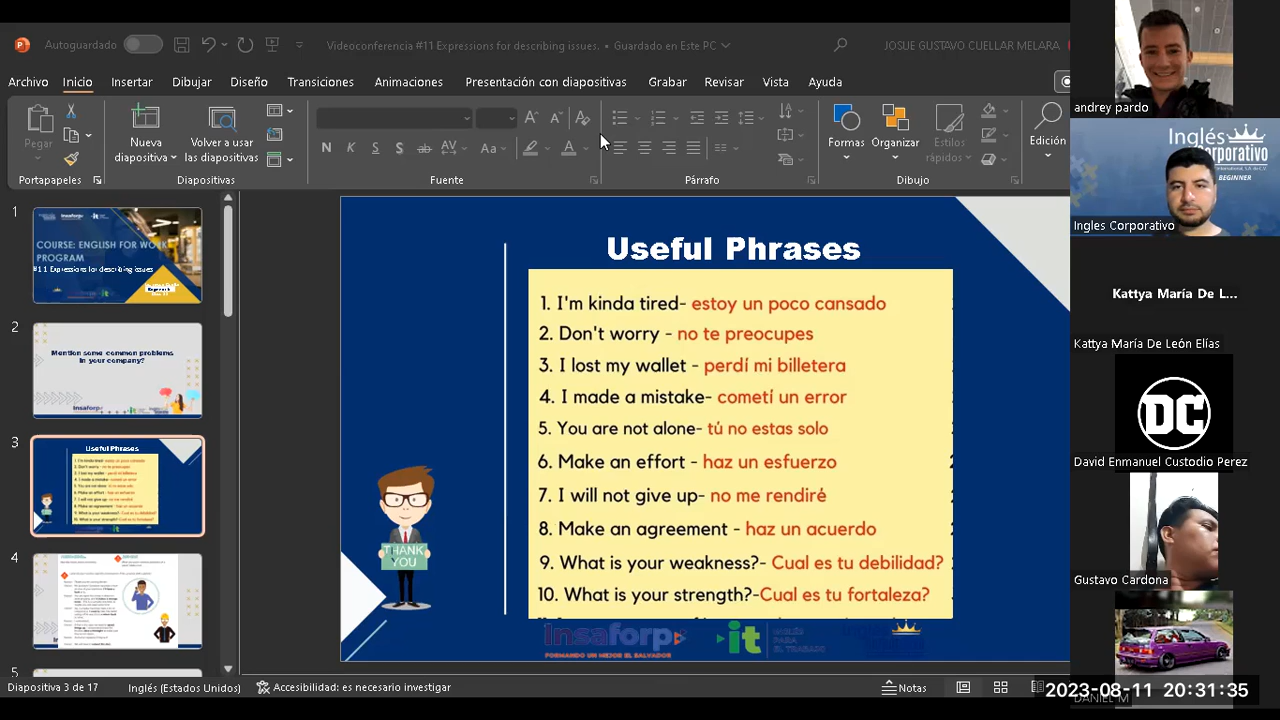 Autoguardado
Videoconferencia #11 Expressions for describing issues. • Guardado en Este PC
JOSUE GUSTAVO CUELLAR MELARA
Archivo Inicio Insertar Dibujar Diseño Transiciones Animaciones Presentación con diapositivas Grabar Revisar Vista Ayuda
Pegar
Nueva diapositiva
Volver a usar las diapositivas
N K S S ab AV Aa A
Formas Organizar Estilos rápidos Edición
Portapapeles Diapositivas Fuente Párrafo Dibujo
1
COURSE: ENGLISH FOR WORK
PROGRAM
#11 Expressions for describing issues
2
Mention some common problems
in your company?
3
Useful Phrases
4
5
Useful Phrases
1. I'm kinda tired- estoy un poco cansado
2. Don't worry - no te preocupes
3. I lost my wallet - perdí mi billetera
4. I made a mistake- cometí un error
5. You are not alone- tú no estas solo
6. Make an effort - haz un esfuerzo
7. I will not give up- no me rendiré
8. Make an agreement - haz un acuerdo
9. What is your weakness?- Cual es tu debilidad?
10. What is your strength?-Cual es tu fortaleza?
THANK
YOU
Insaforp
FORMANDO UN MEJOR EL SALVADOR
it
INGLÉS
PARA
EL TRABAJO
Diapositiva 3 de 17 Inglés (Estados Unidos) Accesibilidad: es necesario investigar Notas
andrey pardo
Inglés
Corporativo
BEGINNER
Ingles Corporativo
Kattya María De L...
Kattya María De León Elías
DC
David Enmanuel Custodio Perez
Gustavo Cardona
2023-08-11 20:31:35
DANIEL M